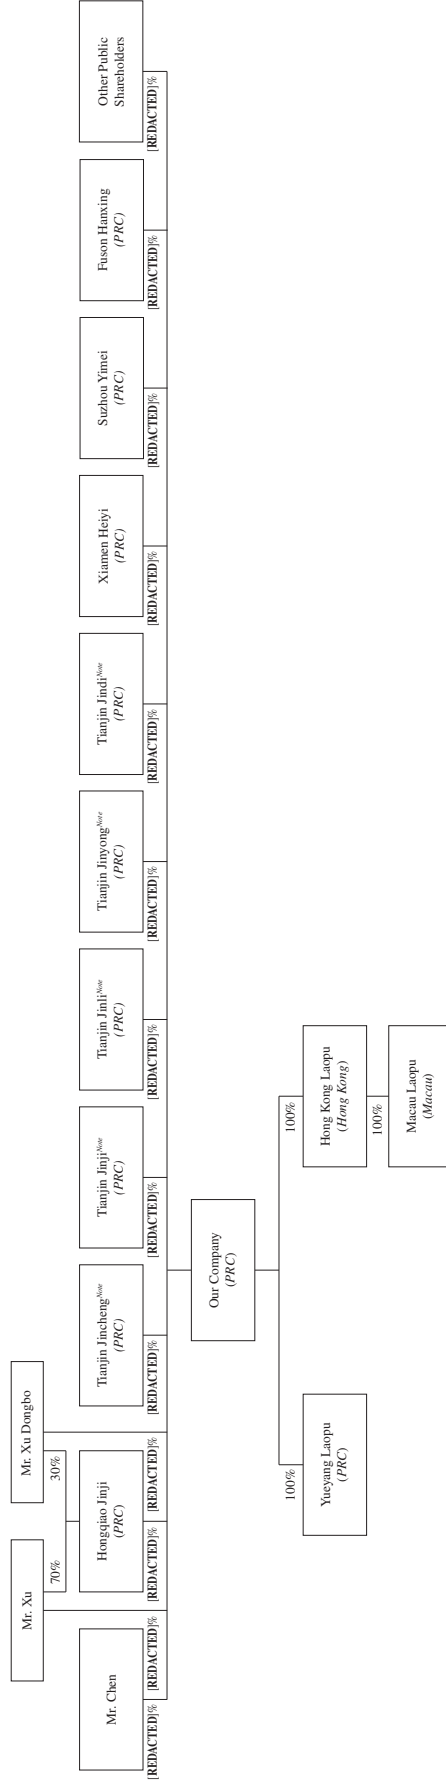 Mr. Xu
Mr. Xu Dongbo
70%
30%
Mr. Chen
Hongqiao Jinji
(PRC)
Tianjin Jincheng Note
(PRC)
Tianjin Jinji Note
(PRC)
Tianjin Jinli Note
(PRC)
Tianjin Jinyong Note
(PRC)
Tianjin Jindi Note
(PRC)
Xiamen Heiyi
(PRC)
Suzhou Yimei
(PRC)
Fuson Hanxing
(PRC)
Other Public
Shareholders
[REDACTED]%
[REDACTED]%
[REDACTED]%
[REDACTED]%
[REDACTED]%
[REDACTED]%
[REDACTED]%
[REDACTED]%
[REDACTED]%
[REDACTED]%
[REDACTED]%
[REDACTED]%
[REDACTED]%
Our Company
(PRC)
100%
100%
Yueyang Laopu
(PRC)
Hong Kong Laopu
(Hong Kong)
100%
Macau Laopu
(Macau)